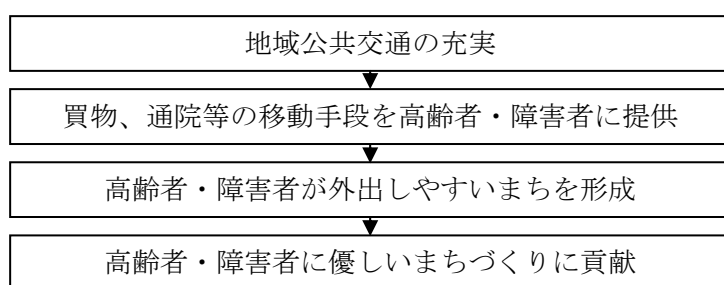 地域公共交通の充実
買物、通院等の移動手段を高齢者・障害者に提供
高齢者・障害者が外出しやすいまちを形成
高齢者・障害者に優しいまちづくりに貢献